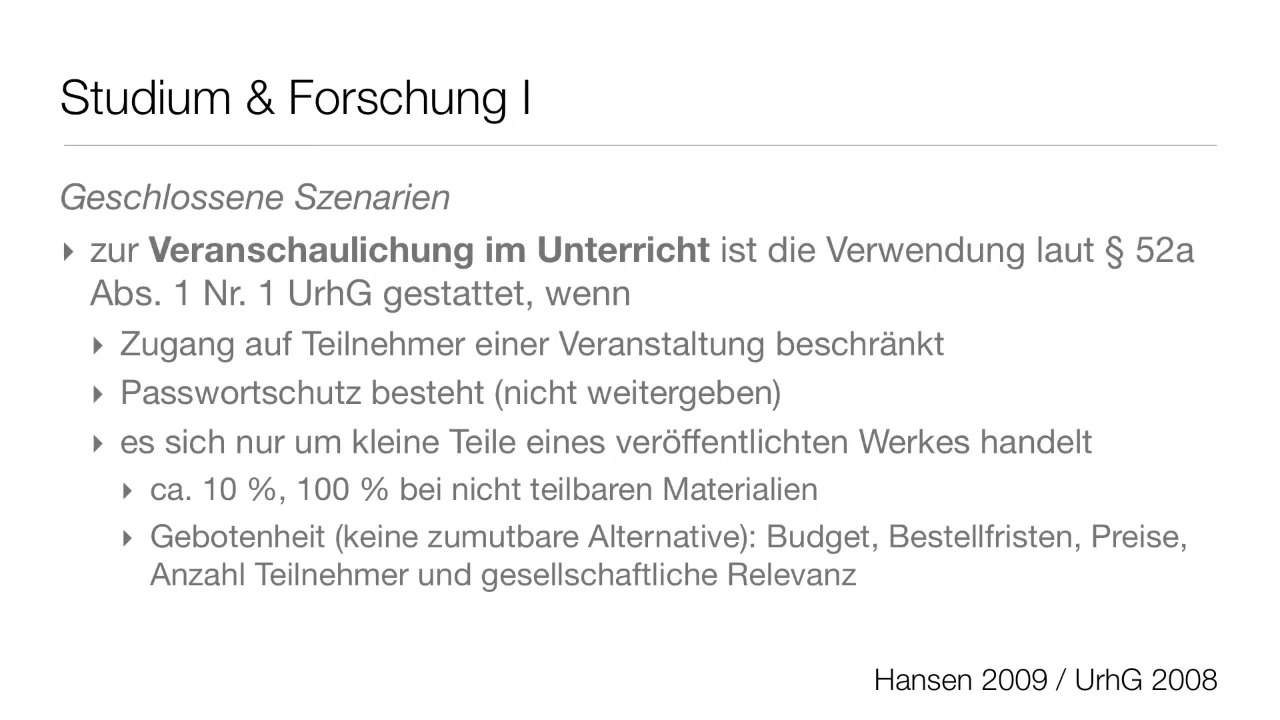 Studium & Forschung I
Geschlossene Szenarien
‣ zur Veranschaulichung im Unterricht ist die Verwendung laut § 52a
Abs. 1 Nr. 1 UrhG gestattet, wenn
‣ Zugang auf Teilnehmer einer Veranstaltung beschränkt
‣ Passwortschutz besteht (nicht weitergeben)
‣ es sich nur um kleine Teile eines veröffentlichten Werkes handelt
‣ ca. 10 %, 100 % bei nicht teilbaren Materialien
‣ Gebotenheit (keine zumutbare Alternative): Budget, Bestellfristen, Preise,
Anzahl Teilnehmer und gesellschaftliche Relevanz
Hansen 2009 / UrhG 2008